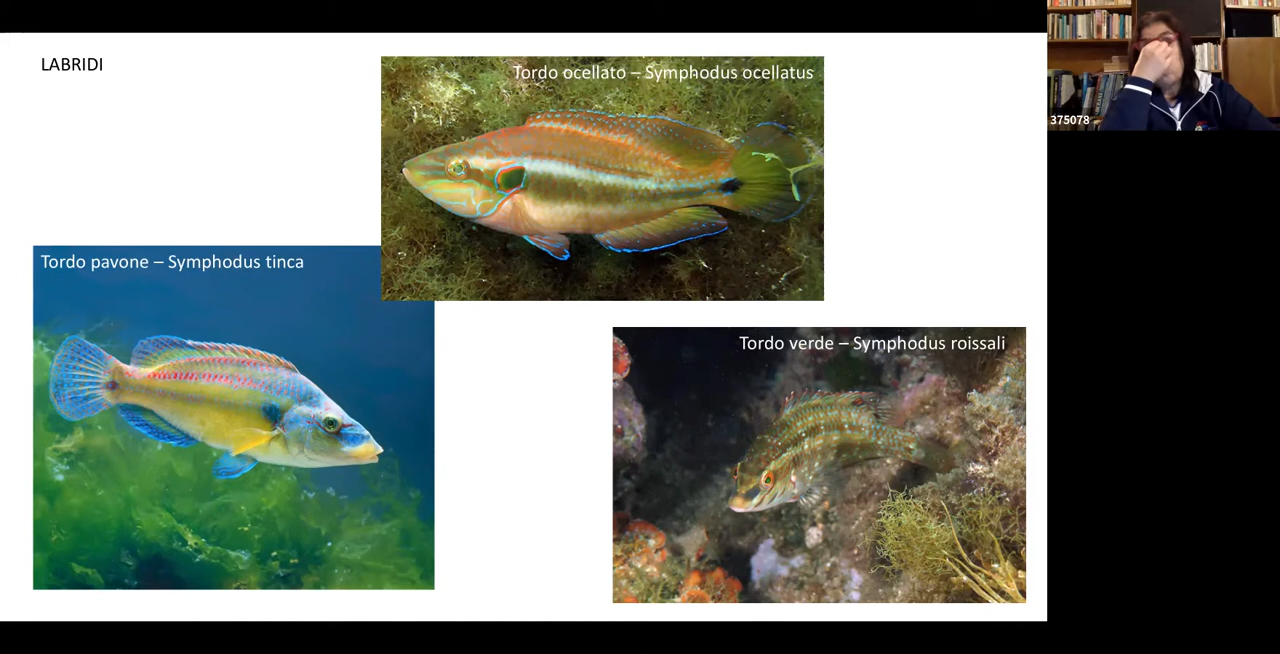 LABRIDI
Tordo ocellato – Symphodus ocellatus
375078
Tordo pavone – Symphodus tinca
Tordo verde – Symphodus roissali